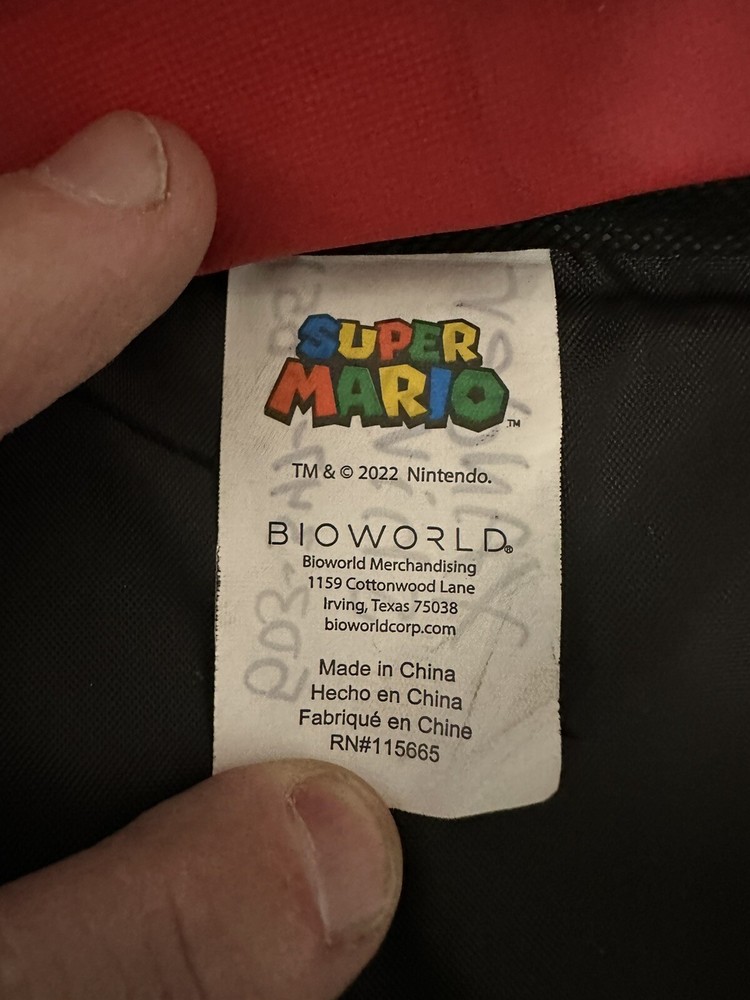 SUPER
MARIO™
TM & © 2022 Nintendo.
BIOWORLD®
Bioworld Merchandising
1159 Cottonwood Lane
Irving, Texas 75038
bioworldcorp.com
Made in China
Hecho en China
Fabriqué en Chine
RN#115665